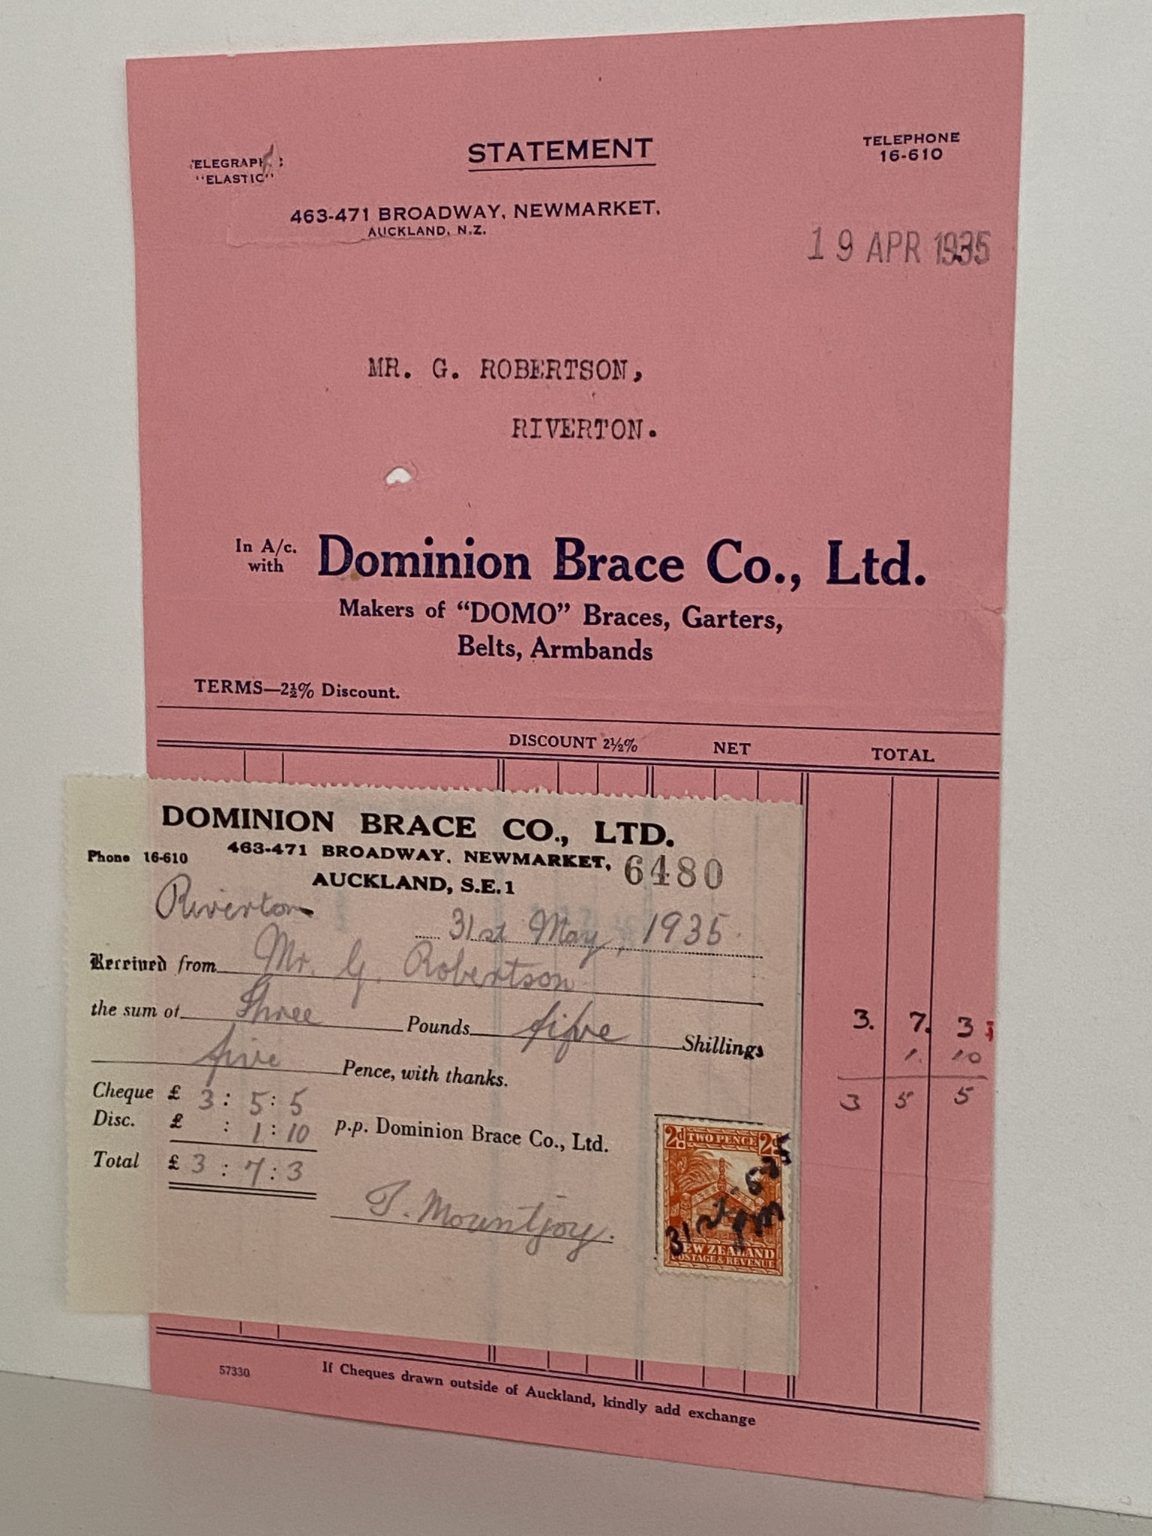 STATEMENT
TELEPHONE
16-610
"ELASTIC"
463-471 BROADWAY, NEWMARKET,
AUCKLAND, N.Z.
19 APR 1935
MR. G. ROBERTSON,
RIVERTON.
In A/c. with Dominion Brace Co., Ltd.
Makers of "DOMO" Braces, Garters,
Belts, Armbands
TERMS—2½% Discount.
DISCOUNT 2½% NET TOTAL
3. 7. 3
1. 10
3 5 5
DOMINION BRACE CO., LTD.
Phone 16-610 463-471 BROADWAY, NEWMARKET, 6480
AUCKLAND, S.E.1
Riverton
31st May, 1935.
Received from Mr. G. Robertson
the sum of Three Pounds five Shillings
five Pence, with thanks.
Cheque £ 3 : 5 : 5
Disc. £ : 1 : 10 p.p. Dominion Brace Co., Ltd.
Total £ 3 : 7 : 3
T. Mountjoy.
2d TWO PENCE 2d
NEW ZEALAND
POSTAGE & REVENUE
57330
If Cheques drawn outside of Auckland, kindly add exchange